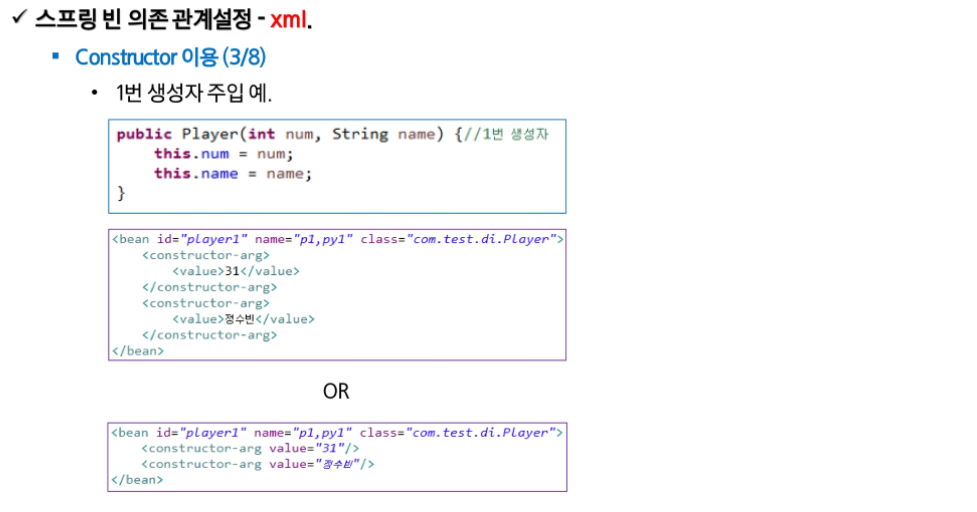 ✓ 스프링 빈 의존 관계설정 - xml.
▪ Constructor 이용 (3/8)
• 1번 생성자 주입 예.
public Player(int num, String name) {//1번 생성자
    this.num = num;
    this.name = name;
}
<bean id="player1" name="p1,py1" class="com.test.di.Player">
    <constructor-arg>
        <value>31</value>
    </constructor-arg>
    <constructor-arg>
        <value>정수빈</value>
    </constructor-arg>
</bean>
OR
<bean id="player1" name="p1,py1" class="com.test.di.Player">
    <constructor-arg value="31"/>
    <constructor-arg value="정수빈"/>
</bean>